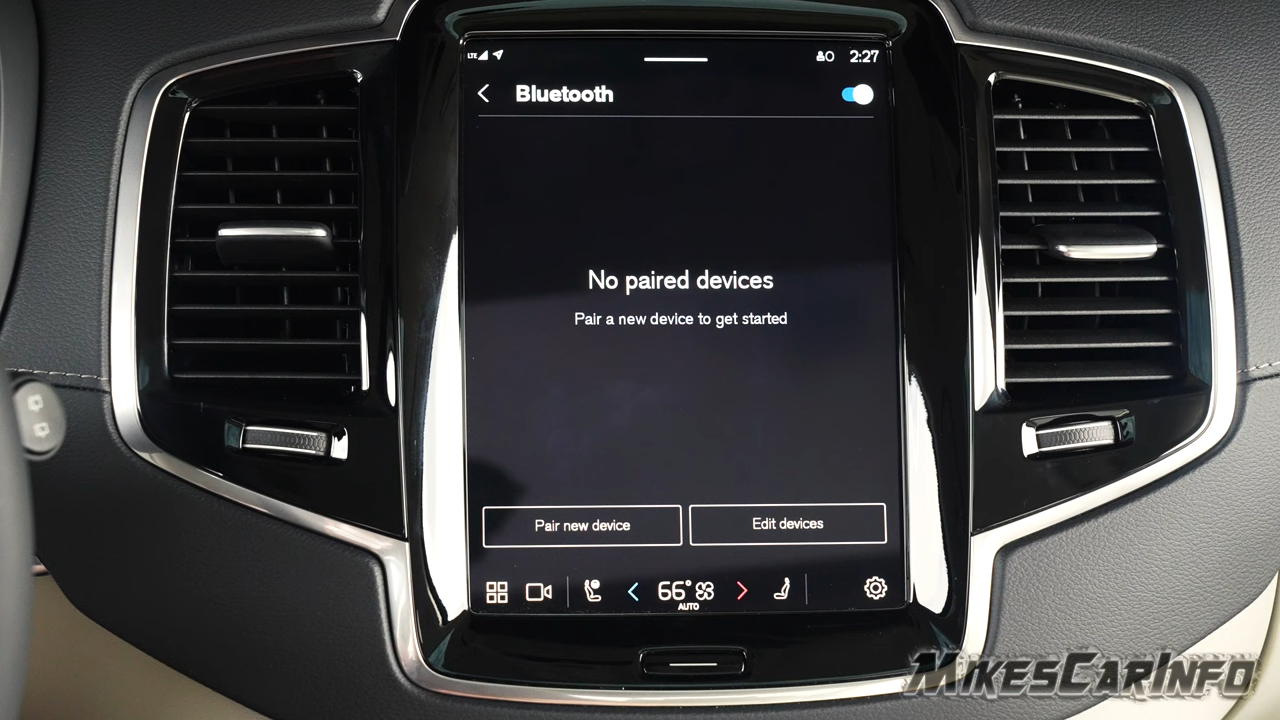 LTE
2:27
Bluetooth
No paired devices
Pair a new device to get started
Pair new device
Edit devices
66°
AUTO
MIKESCARINFO